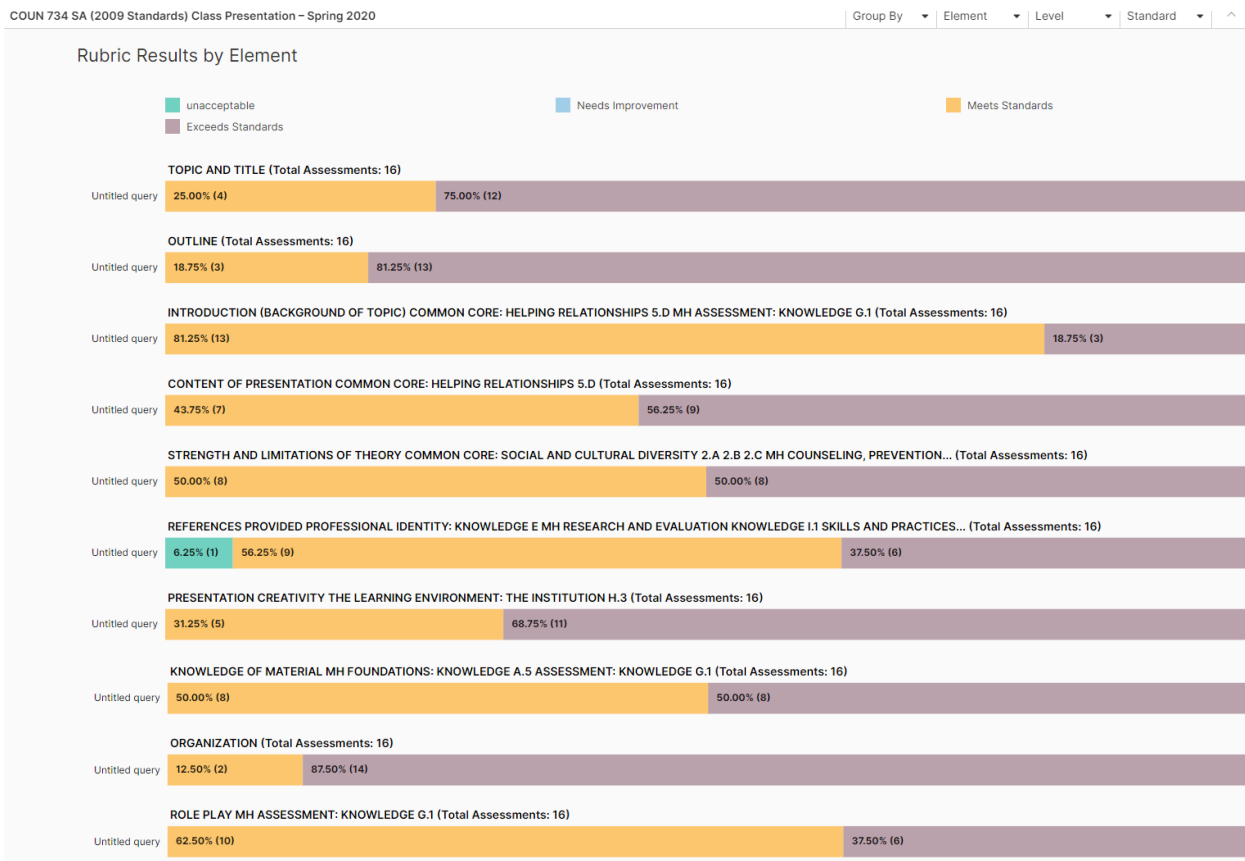 COUN 734 SA (2009 Standards) Class Presentation – Spring 2020 Group By Element Level Standard
Rubric Results by Element
unacceptable Needs Improvement Meets Standards
Exceeds Standards
TOPIC AND TITLE (Total Assessments: 16)
Untitled query 25.00% (4) 75.00% (12)
OUTLINE (Total Assessments: 16)
Untitled query 18.75% (3) 81.25% (13)
INTRODUCTION (BACKGROUND OF TOPIC) COMMON CORE: HELPING RELATIONSHIPS 5.D MH ASSESSMENT: KNOWLEDGE G.1 (Total Assessments: 16)
Untitled query 81.25% (13) 18.75% (3)
CONTENT OF PRESENTATION COMMON CORE: HELPING RELATIONSHIPS 5.D (Total Assessments: 16)
Untitled query 43.75% (7) 56.25% (9)
STRENGTH AND LIMITATIONS OF THEORY COMMON CORE: SOCIAL AND CULTURAL DIVERSITY 2.A 2.B 2.C MH COUNSELING, PREVENTION... (Total Assessments: 16)
Untitled query 50.00% (8) 50.00% (8)
REFERENCES PROVIDED PROFESSIONAL IDENTITY: KNOWLEDGE E MH RESEARCH AND EVALUATION KNOWLEDGE I.1 SKILLS AND PRACTICES... (Total Assessments: 16)
Untitled query 6.25% (1) 56.25% (9) 37.50% (6)
PRESENTATION CREATIVITY THE LEARNING ENVIRONMENT: THE INSTITUTION H.3 (Total Assessments: 16)
Untitled query 31.25% (5) 68.75% (11)
KNOWLEDGE OF MATERIAL MH FOUNDATIONS: KNOWLEDGE A.5 ASSESSMENT: KNOWLEDGE G.1 (Total Assessments: 16)
Untitled query 50.00% (8) 50.00% (8)
ORGANIZATION (Total Assessments: 16)
Untitled query 12.50% (2) 87.50% (14)
ROLE PLAY MH ASSESSMENT: KNOWLEDGE G.1 (Total Assessments: 16)
Untitled query 62.50% (10) 37.50% (6)